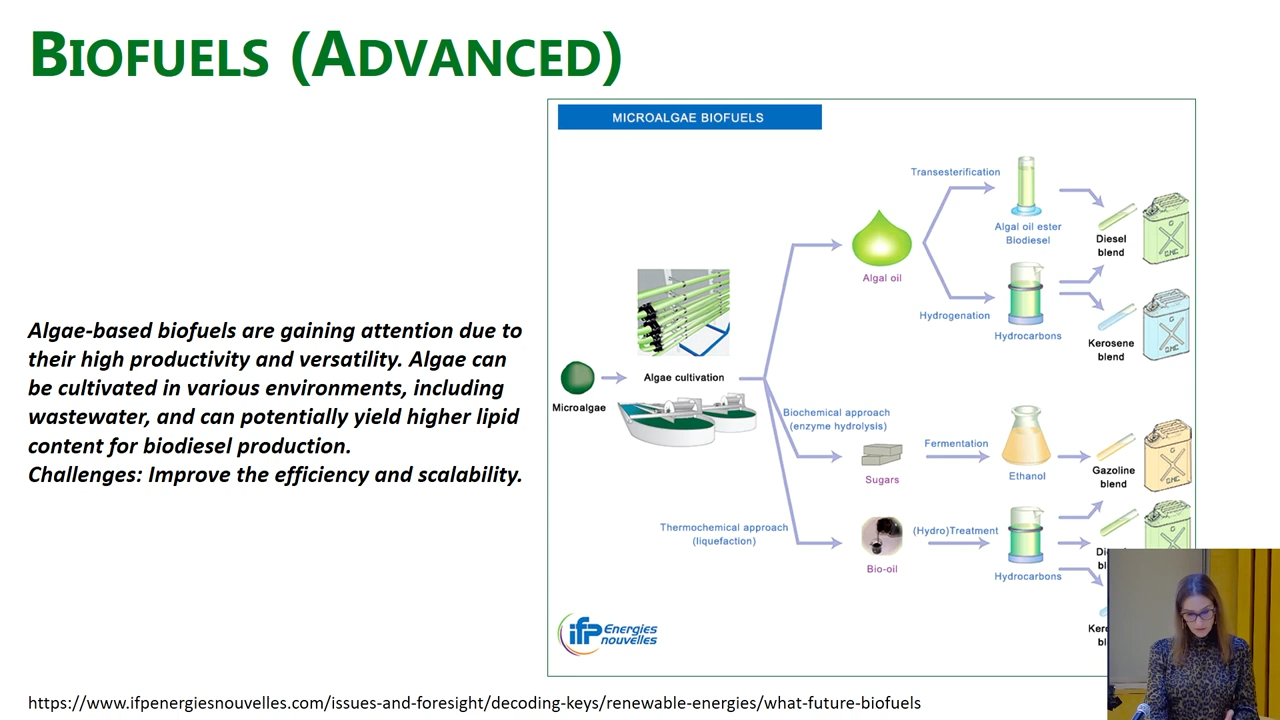 BIOFUELS (ADVANCED)
MICROALGAE BIOFUELS
Algae-based biofuels are gaining attention due to
their high productivity and versatility. Algae can
be cultivated in various environments, including
wastewater, and can potentially yield higher lipid
content for biodiesel production.
Challenges: Improve the efficiency and scalability.
Microalgae
Algae cultivation
Algal oil
Transesterification
Algal oil ester
Biodiesel
Hydrogenation
Hydrocarbons
Diesel
blend
Kerosene
blend
Biochemical approach
(enzyme hydrolysis)
Sugars
Fermentation
Ethanol
Gazoline
blend
Thermochemical approach
(liquefaction)
Bio-oil
(Hydro)Treatment
Hydrocarbons
ifp Energies
nouvelles
https://www.ifpenergiesnouvelles.com/issues-and-foresight/decoding-keys/renewable-energies/what-future-biofuels